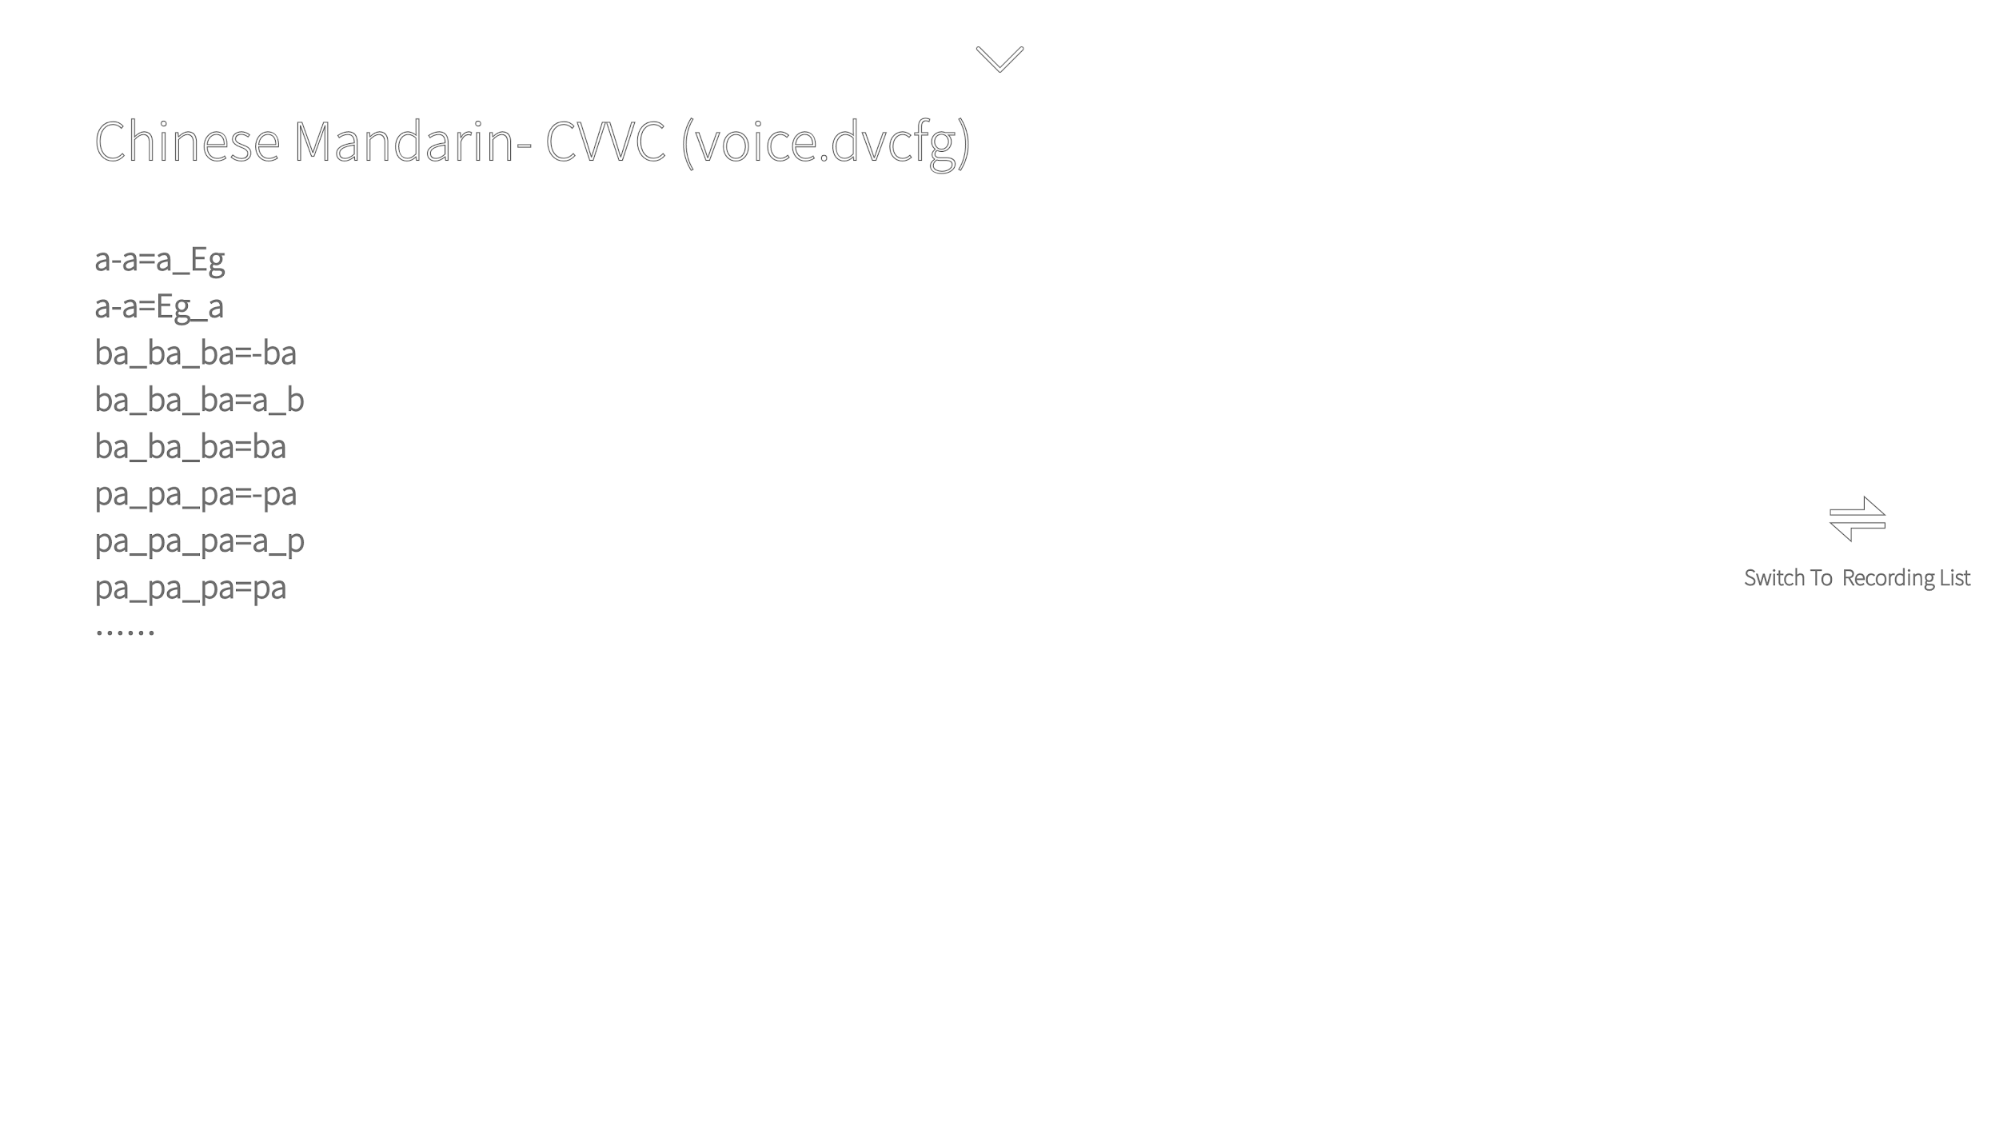 Chinese Mandarin- CVVC (voice.dvcfg)
a-a=a_Eg
a-a=Eg_a
ba_ba_ba=-ba
ba_ba_ba=a_b
ba_ba_ba=ba
pa_pa_pa=-pa
pa_pa_pa=a_p
pa_pa_pa=pa
……
Switch To Recording List